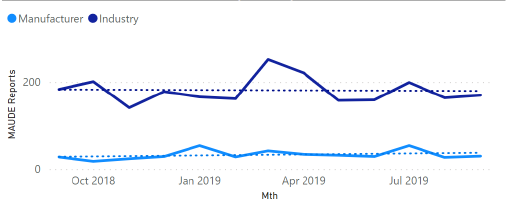 Manufacturer Industry
MAUDE Reports
200
0
Oct 2018 Jan 2019 Apr 2019 Jul 2019
Mth